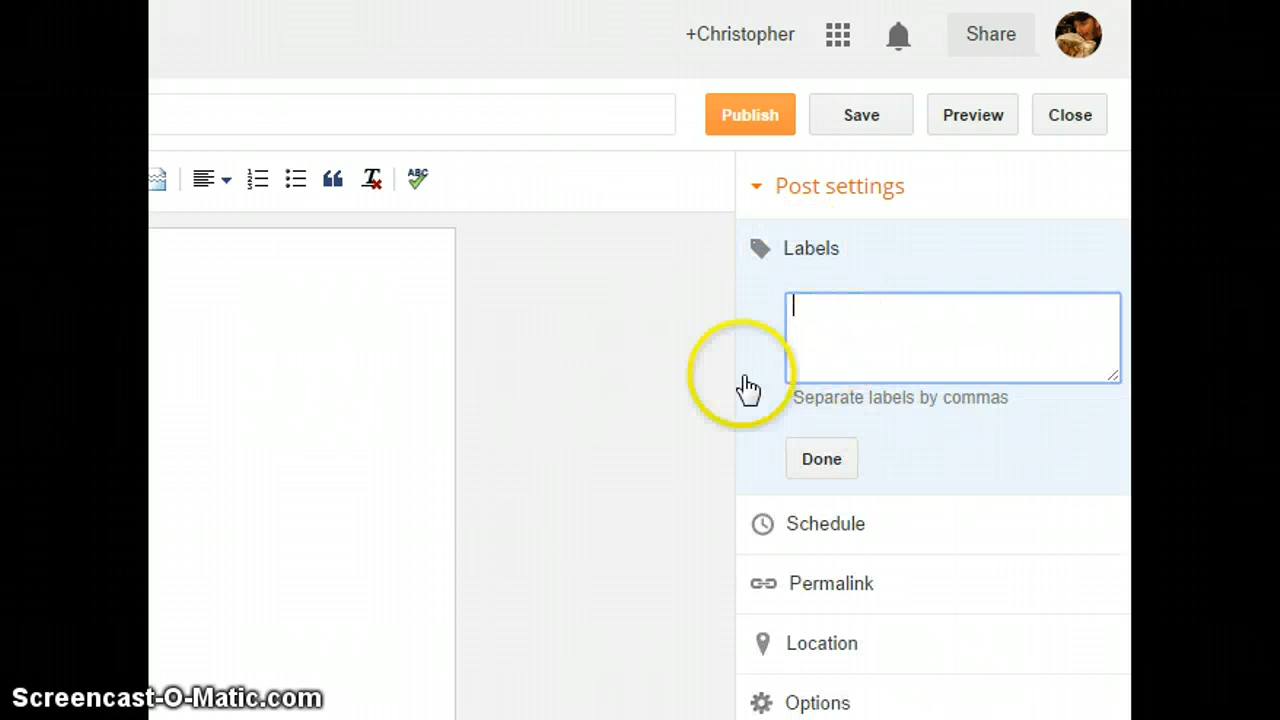 +Christopher
Share
Publish
Save
Preview
Close
ABC
Post settings
Labels
Separate labels by commas
Done
Schedule
Permalink
Location
Options
Screencast-O-Matic.com